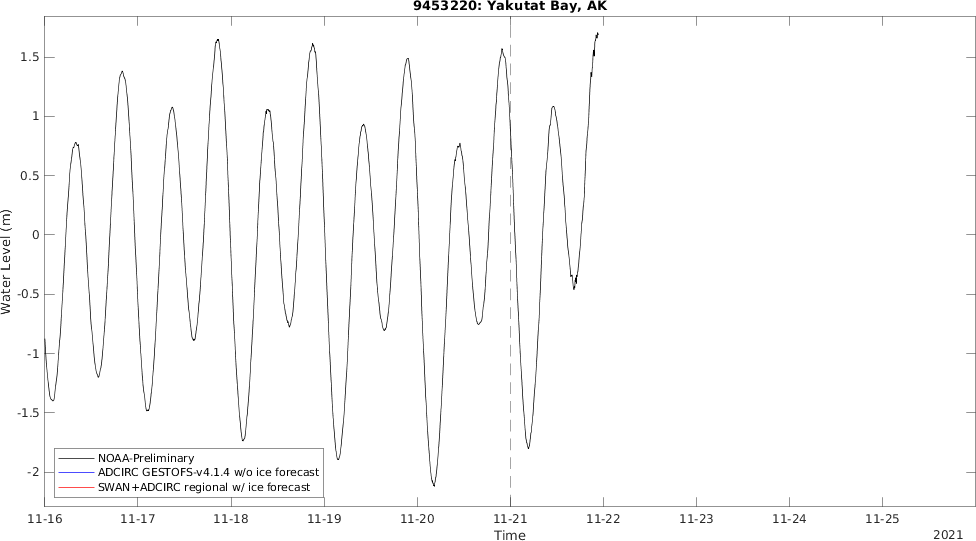 9453220: Yakutat Bay, AK
1.5
1
0.5
0
-0.5
-1
-1.5
-2
Water Level (m)
NOAA-Preliminary
ADCIRC GESTOFS-v4.1.4 w/o ice forecast
SWAN+ADCIRC regional w/ ice forecast
11-16 11-17 11-18 11-19 11-20 11-21 11-22 11-23 11-24 11-25
Time
2021